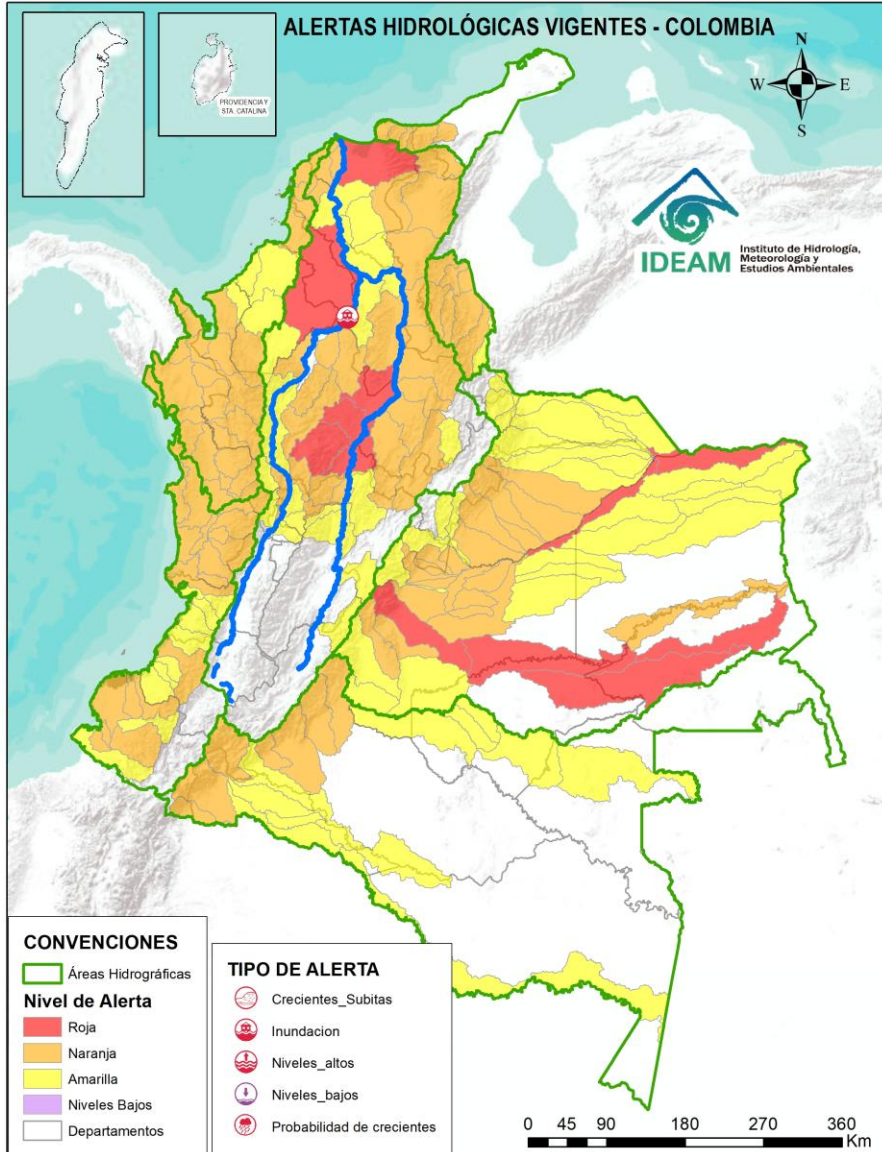 ALERTAS HIDROLÓGICAS VIGENTES - COLOMBIA
PROVIDENCIA Y
STA. CATALINA
N
W
E
S
IDEAM
Instituto de Hidrología,
Meteorología y
Estudios Ambientales
CONVENCIONES
Áreas Hidrográficas
Nivel de Alerta
Roja
Naranja
Amarilla
Niveles Bajos
Departamentos
TIPO DE ALERTA
Crecientes_Subitas
Inundacion
Niveles_altos
Niveles_bajos
Probabilidad de crecientes
0 45 90 180 270 360
Km